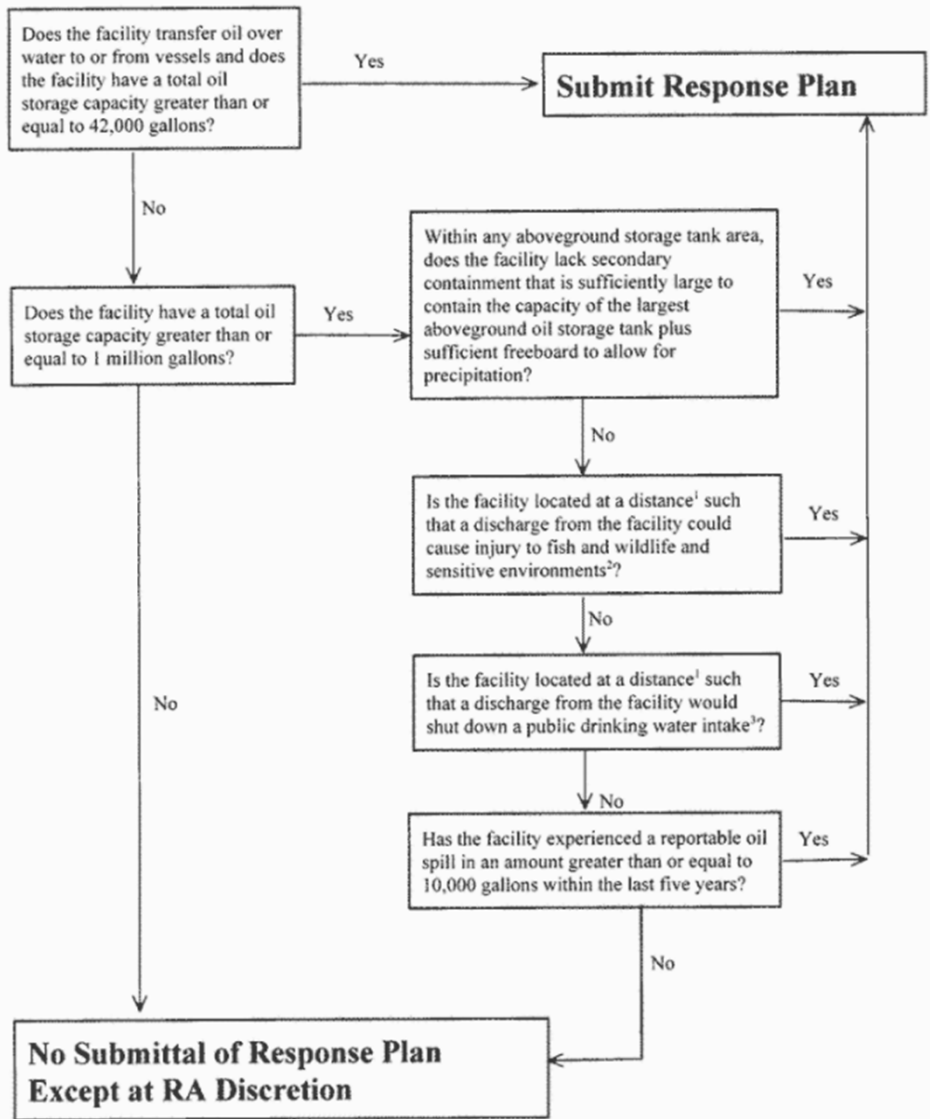 Does the facility transfer oil over
water to or from vessels and does
the facility have a total oil
storage capacity greater than or
equal to 42,000 gallons?
Yes
Submit Response Plan
No
Within any aboveground storage tank area,
does the facility lack secondary
containment that is sufficiently large to
contain the capacity of the largest
aboveground oil storage tank plus
sufficient freeboard to allow for
precipitation?
Yes
Does the facility have a total oil
storage capacity greater than or
equal to 1 million gallons?
Yes
No
Is the facility located at a distance¹ such
that a discharge from the facility could
cause injury to fish and wildlife and
sensitive environments²?
Yes
No
Is the facility located at a distance¹ such
that a discharge from the facility would
shut down a public drinking water intake³?
Yes
No
No
Has the facility experienced a reportable oil
spill in an amount greater than or equal to
10,000 gallons within the last five years?
Yes
No
No Submittal of Response Plan
Except at RA Discretion